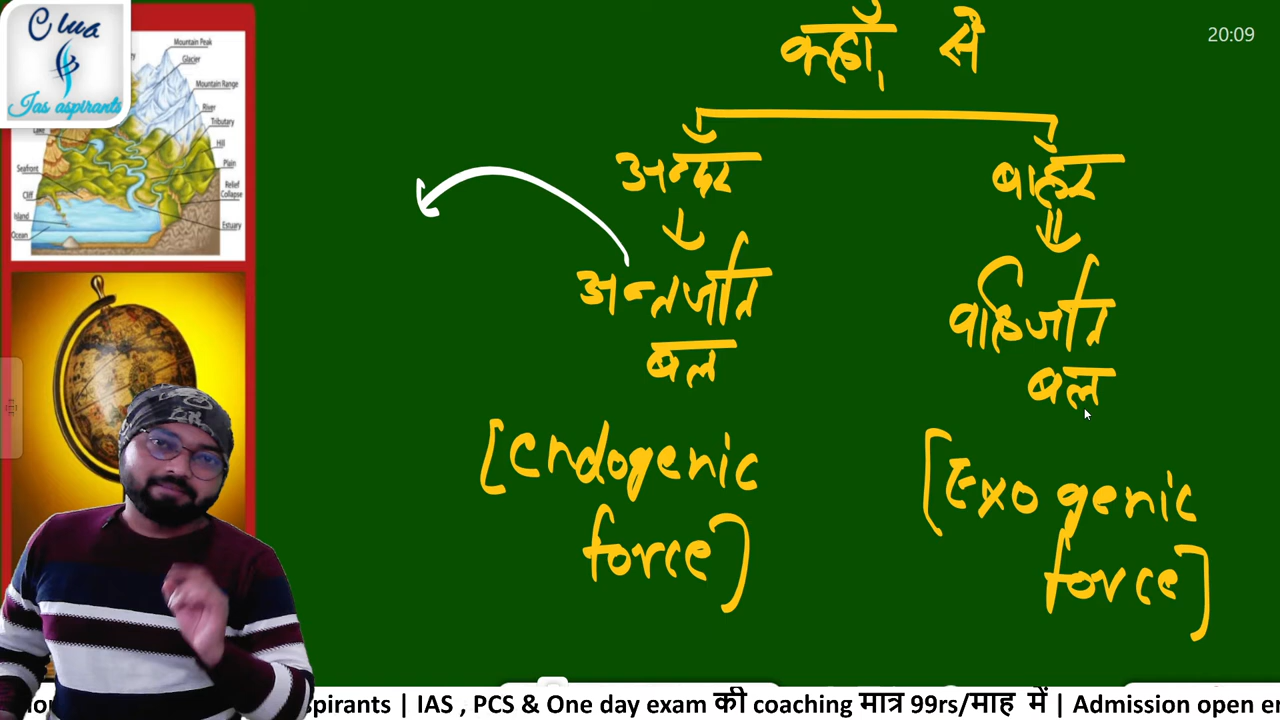 Clua
Ias aspirants
Mountain Peak
Glacier
Mountain Range
River
Tributary
Hill
Plain
Relief
Collapse
Estuary
Lake
Seafront
Cliff
Island
Ocean
20:09
कहाँ से
अन्दर
बाहर
अन्तर्जात
बल
बहिर्जात
बल
[endogenic
force]
[Exogenic
force]
spirants | IAS , PCS & One day exam की coaching मात्र 99rs/माह में | Admission open